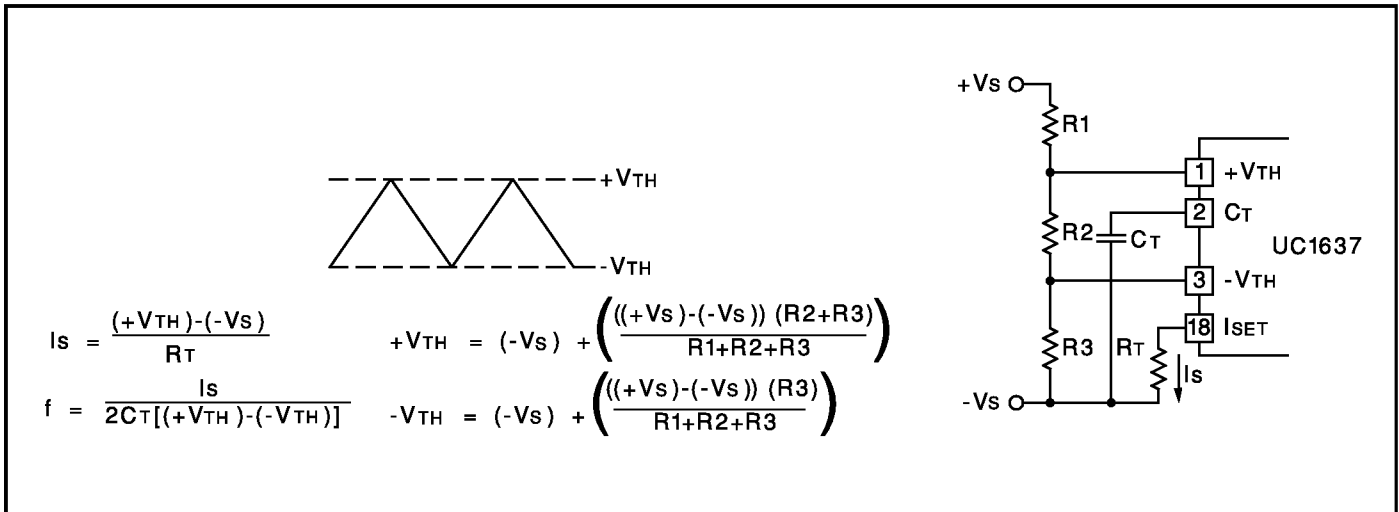 +VTH
-VTH
Is = (+VTH)-(-Vs) / RT
+VTH = (-Vs) + (((+Vs)-(-Vs)) (R2+R3) / R1+R2+R3)
f = Is / 2CT[(+VTH)-(-VTH)]
-VTH = (-Vs) + (((+Vs)-(-Vs)) (R3) / R1+R2+R3)
+Vs
R1
1 +VTH
2 CT
R2
CT
UC1637
3 -VTH
18 ISET
R3
RT
Is
-Vs